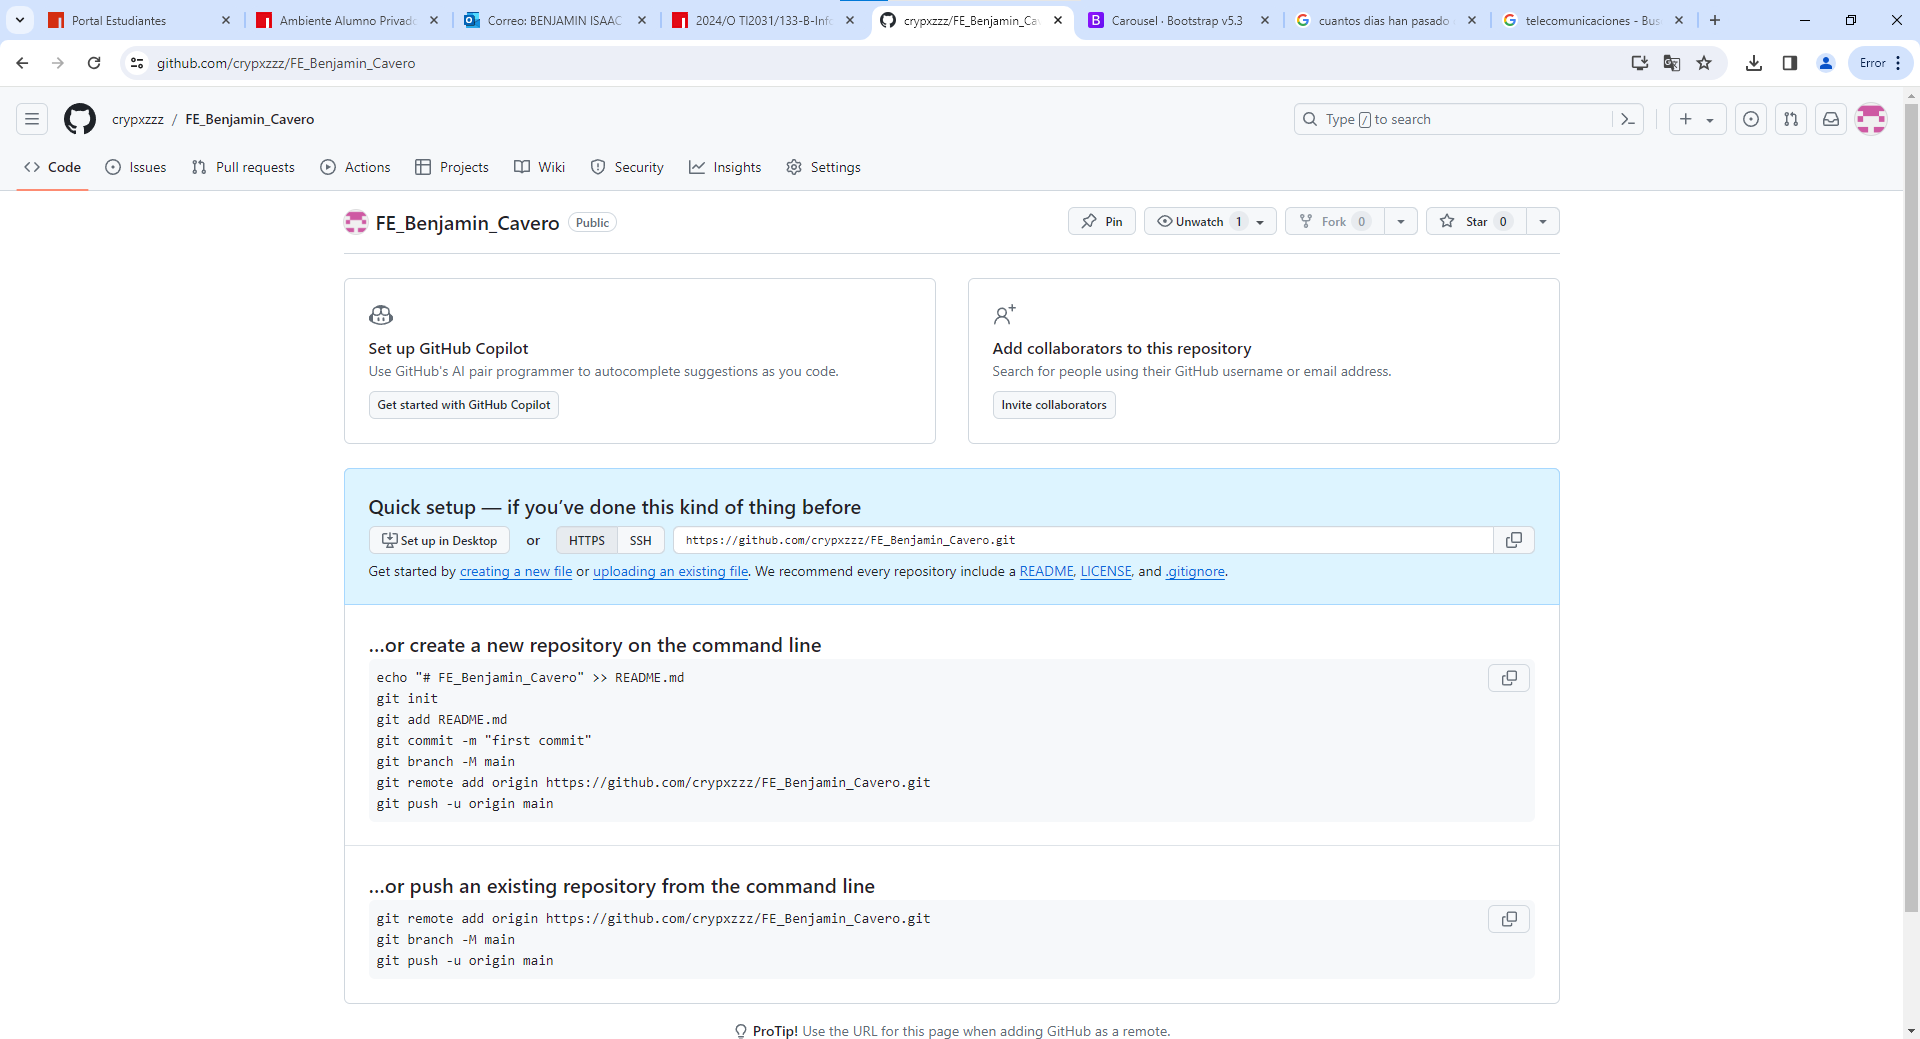 Portal Estudiantes
Ambiente Alumno Privado
Correo: BENJAMIN ISAAC
2024/O TI2031/133-B-Info
crypxzzz/FE_Benjamin_Ca
Carousel · Bootstrap v5.3
cuantos dias han pasado
telecomunicaciones - Bus
github.com/crypxzzz/FE_Benjamin_Cavero
Error
crypxzzz / FE_Benjamin_Cavero
Type / to search
Code
Issues
Pull requests
Actions
Projects
Wiki
Security
Insights
Settings
FE_Benjamin_Cavero
Public
Pin
Unwatch 1
Fork 0
Star 0
Set up GitHub Copilot
Use GitHub's AI pair programmer to autocomplete suggestions as you code.
Get started with GitHub Copilot
Add collaborators to this repository
Search for people using their GitHub username or email address.
Invite collaborators
Quick setup — if you’ve done this kind of thing before
Set up in Desktop or HTTPS SSH https://github.com/crypxzzz/FE_Benjamin_Cavero.git
Get started by creating a new file or uploading an existing file. We recommend every repository include a README, LICENSE, and .gitignore.
…or create a new repository on the command line
echo "# FE_Benjamin_Cavero" >> README.md
git init
git add README.md
git commit -m "first commit"
git branch -M main
git remote add origin https://github.com/crypxzzz/FE_Benjamin_Cavero.git
git push -u origin main
…or push an existing repository from the command line
git remote add origin https://github.com/crypxzzz/FE_Benjamin_Cavero.git
git branch -M main
git push -u origin main
ProTip! Use the URL for this page when adding GitHub as a remote.